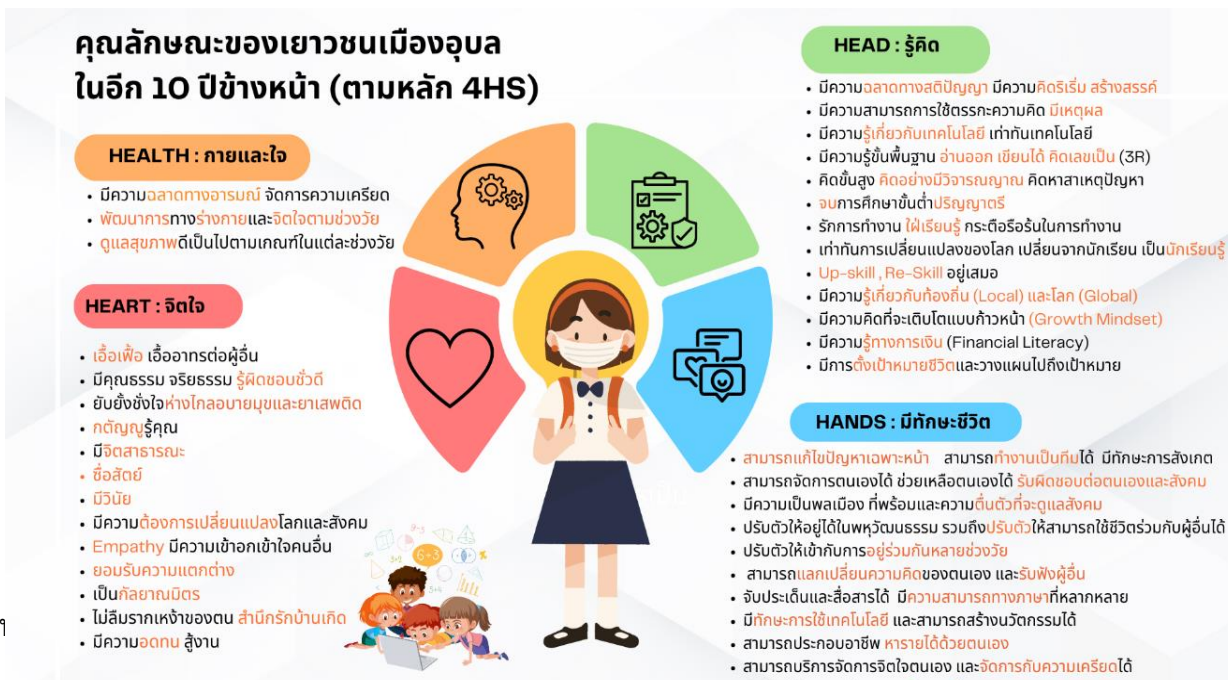 คุณลักษณะของเยาวชนเมืองอุบล
ในอีก 10 ปีข้างหน้า (ตามหลัก 4HS)
HEALTH : กายและใจ
• มีความฉลาดทางอารมณ์ จัดการความเครียด
• พัฒนาการทางร่างกายและจิตใจตามช่วงวัย
• ดูแลสุขภาพดีเป็นไปตามเกณฑ์ในแต่ละช่วงวัย
HEART : จิตใจ
• เอื้อเฟื้อ เอื้ออาทรต่อผู้อื่น
• มีคุณธรรม จริยธรรม รู้ผิดชอบชั่วดี
• ยับยั้งชั่งใจห่างไกลอบายมุขและยาเสพติด
• กตัญญูรู้คุณ
• มีจิตสาธารณะ
• ซื่อสัตย์
• มีวินัย
• มีความต้องการเปลี่ยนแปลงโลกและสังคม
• Empathy มีความเข้าอกเข้าใจคนอื่น
• ยอมรับความแตกต่าง
• เป็นกัลยาณมิตร
• ไม่ลืมรากเหง้าของตน สำนึกรักบ้านเกิด
• มีความอดทน สู้งาน
HEAD : รู้คิด
• มีความฉลาดทางสติปัญญา มีความคิดริเริ่ม สร้างสรรค์
• มีความสามารถการใช้ตรรกะความคิด มีเหตุผล
• มีความรู้เกี่ยวกับเทคโนโลยี เท่าทันเทคโนโลยี
• มีความรู้ขั้นพื้นฐาน อ่านออก เขียนได้ คิดเลขเป็น (3R)
• คิดขั้นสูง คิดอย่างมีวิจารณญาณ คิดหาสาเหตุปัญหา
• จบการศึกษาขั้นต่ำปริญญาตรี
• รักการทำงาน ใฝ่เรียนรู้ กระตือรือร้นในการทำงาน
• เท่าทันการเปลี่ยนแปลงของโลก เปลี่ยนจากนักเรียน เป็นนักเรียนรู้
• Up-skill , Re-Skill อยู่เสมอ
• มีความรู้เกี่ยวกับท้องถิ่น (Local) และโลก (Global)
• มีความคิดที่จะเติบโตแบบก้าวหน้า (Growth Mindset)
• มีความรู้ทางการเงิน (Financial Literacy)
• มีการตั้งเป้าหมายชีวิตและวางแผนไปถึงเป้าหมาย
HANDS : มีทักษะชีวิต
• สามารถแก้ไขปัญหาเฉพาะหน้า สามารถทำงานเป็นทีมได้ มีทักษะการสังเกต
• สามารถจัดการตนเองได้ ช่วยเหลือตนเองได้ รับผิดชอบต่อตนเองและสังคม
• มีความเป็นพลเมือง ที่พร้อมและความตื่นตัวที่จะดูแลสังคม
• ปรับตัวให้อยู่ได้ในพหุวัฒนธรรม รวมถึงปรับตัวให้สามารถใช้ชีวิตร่วมกับผู้อื่นได้
• ปรับตัวให้เข้ากับการอยู่ร่วมกันหลายช่วงวัย
• สามารถแลกเปลี่ยนความคิดของตนเอง และรับฟังผู้อื่น
• จับประเด็นและสื่อสารได้ มีความสามารถทางภาษาที่หลากหลาย
• มีทักษะการใช้เทคโนโลยี และสามารถสร้างนวัตกรรมได้
• สามารถประกอบอาชีพ หารายได้ด้วยตนเอง
• สามารถบริการจัดการจิตใจตนเอง และจัดการกับความเครียดได้
6+3